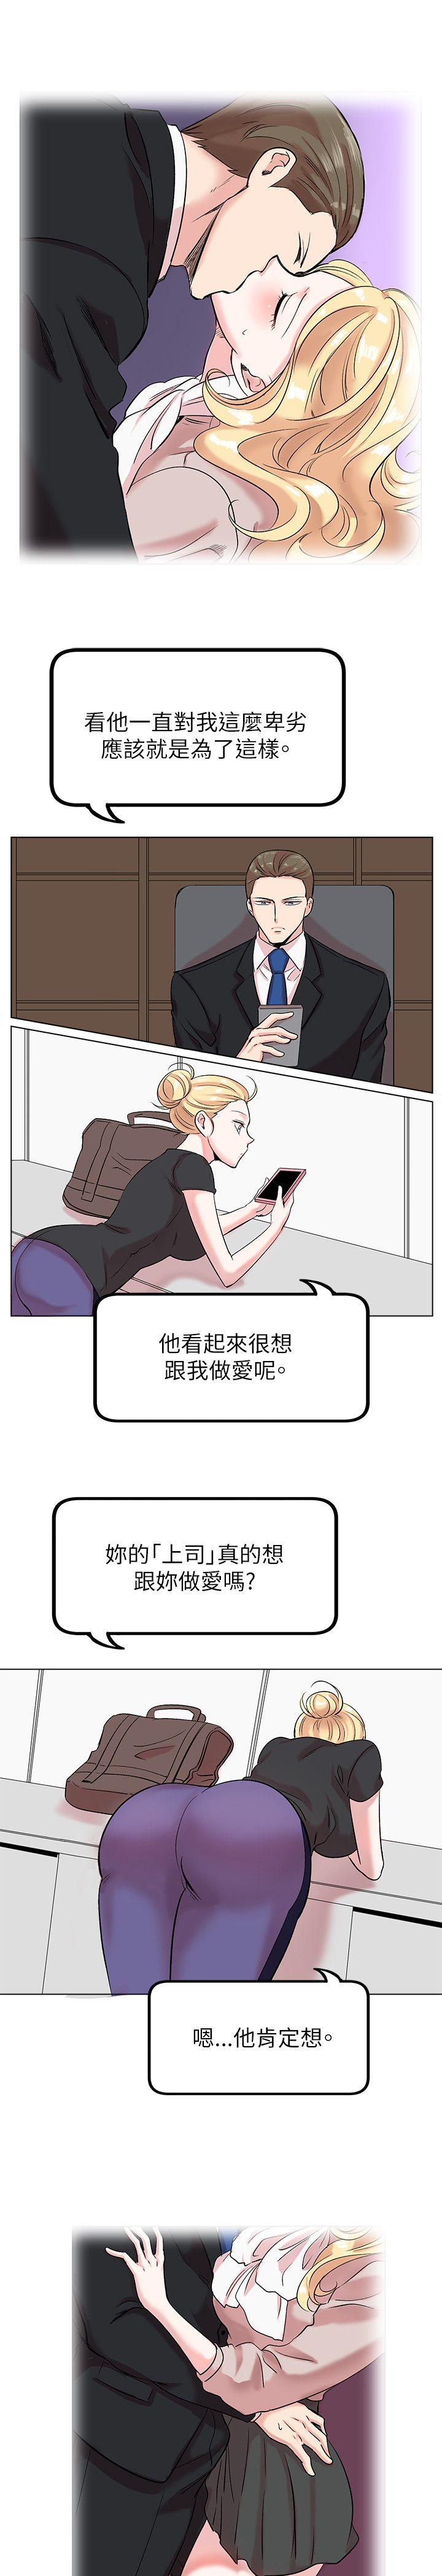 看他一直對我這麼卑劣
應該就是為了這樣。
他看起來很想
跟我做愛呢。
妳的「上司」真的想
跟妳做愛嗎?
嗯...他肯定想。